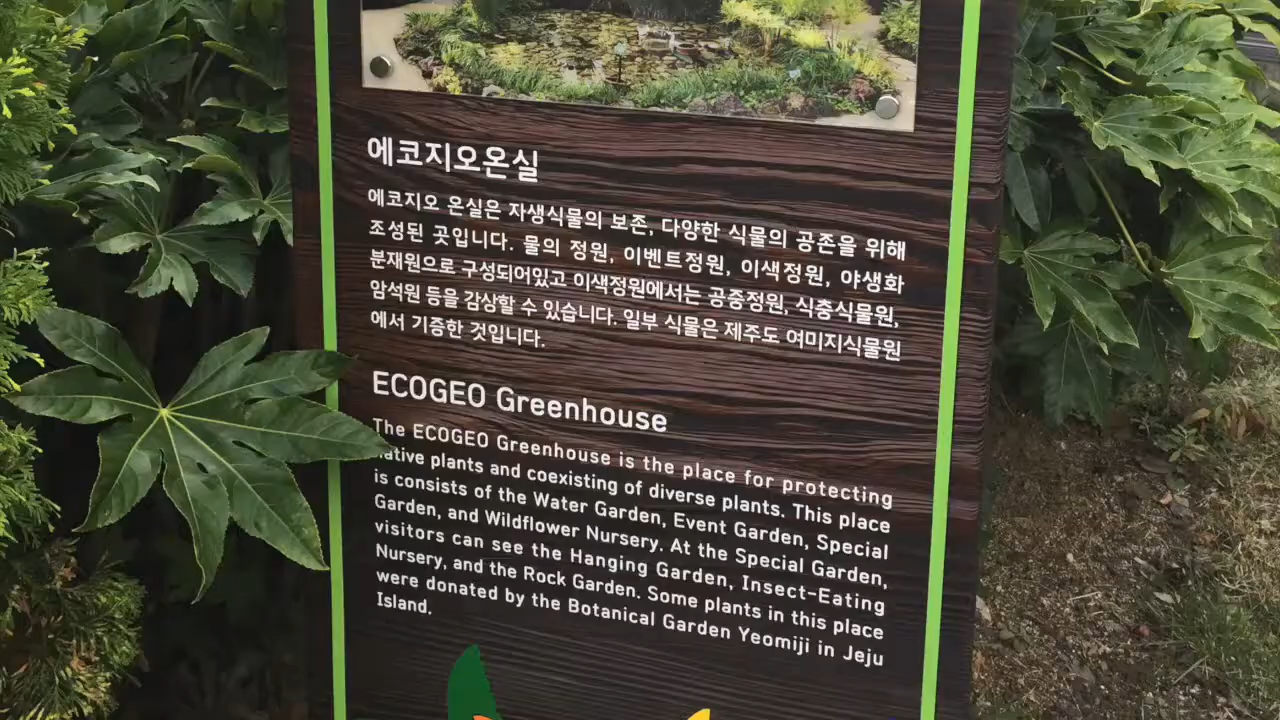 에코지오온실
에코지오 온실은 자생식물의 보존, 다양한 식물의 공존을 위해
조성된 곳입니다. 물의 정원, 이벤트정원, 이색정원, 야생화
분재원으로 구성되어있고 이색정원에서는 공중정원, 식충식물원,
암석원 등을 감상할 수 있습니다. 일부 식물은 제주도 여미지식물원
에서 기증한 것입니다.
ECOGEO Greenhouse
The ECOGEO Greenhouse is the place for protecting
native plants and coexisting of diverse plants. This place
is consists of the Water Garden, Event Garden, Special
Garden, and Wildflower Nursery. At the Special Garden,
visitors can see the Hanging Garden, Insect-Eating
Nursery, and the Rock Garden. Some plants in this place
were donated by the Botanical Garden Yeomiji in Jeju
Island.